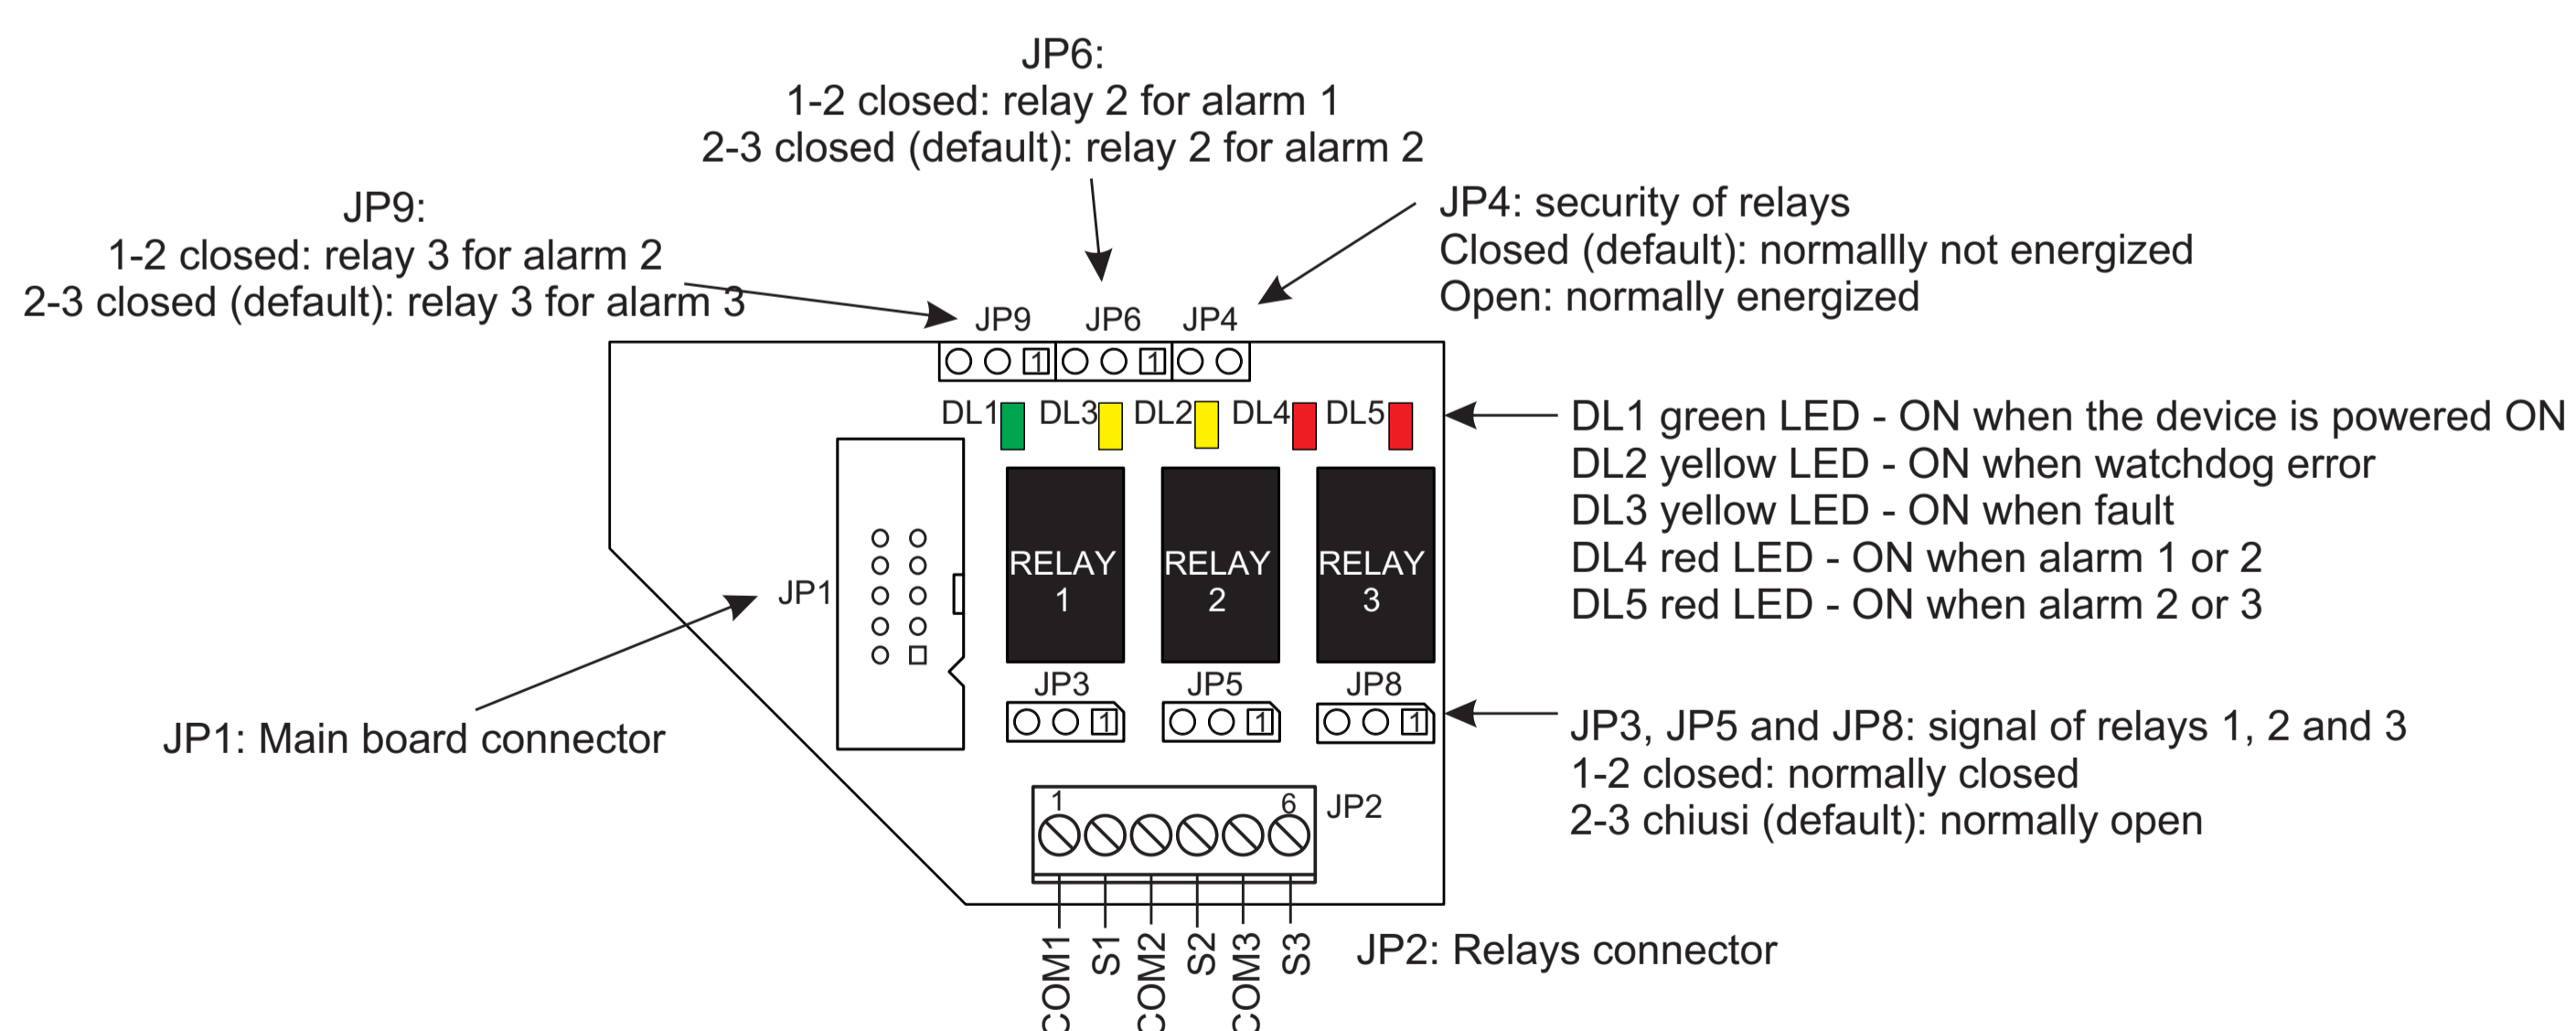 JP6:
1-2 closed: relay 2 for alarm 1
2-3 closed (default): relay 2 for alarm 2
JP9:
1-2 closed: relay 3 for alarm 2
2-3 closed (default): relay 3 for alarm 3
JP4: security of relays
Closed (default): normallly not energized
Open: normally energized
JP9 JP6 JP4
1 1
DL1 DL3 DL2 DL4 DL5
DL1 green LED - ON when the device is powered ON
DL2 yellow LED - ON when watchdog error
DL3 yellow LED - ON when fault
DL4 red LED - ON when alarm 1 or 2
DL5 red LED - ON when alarm 2 or 3
RELAY RELAY RELAY
1 2 3
JP1
JP1: Main board connector
JP3 JP5 JP8
1 1 1
JP3, JP5 and JP8: signal of relays 1, 2 and 3
1-2 closed: normally closed
2-3 chiusi (default): normally open
1 6
JP2
COM1 S1 COM2 S2 COM3 S3
JP2: Relays connector